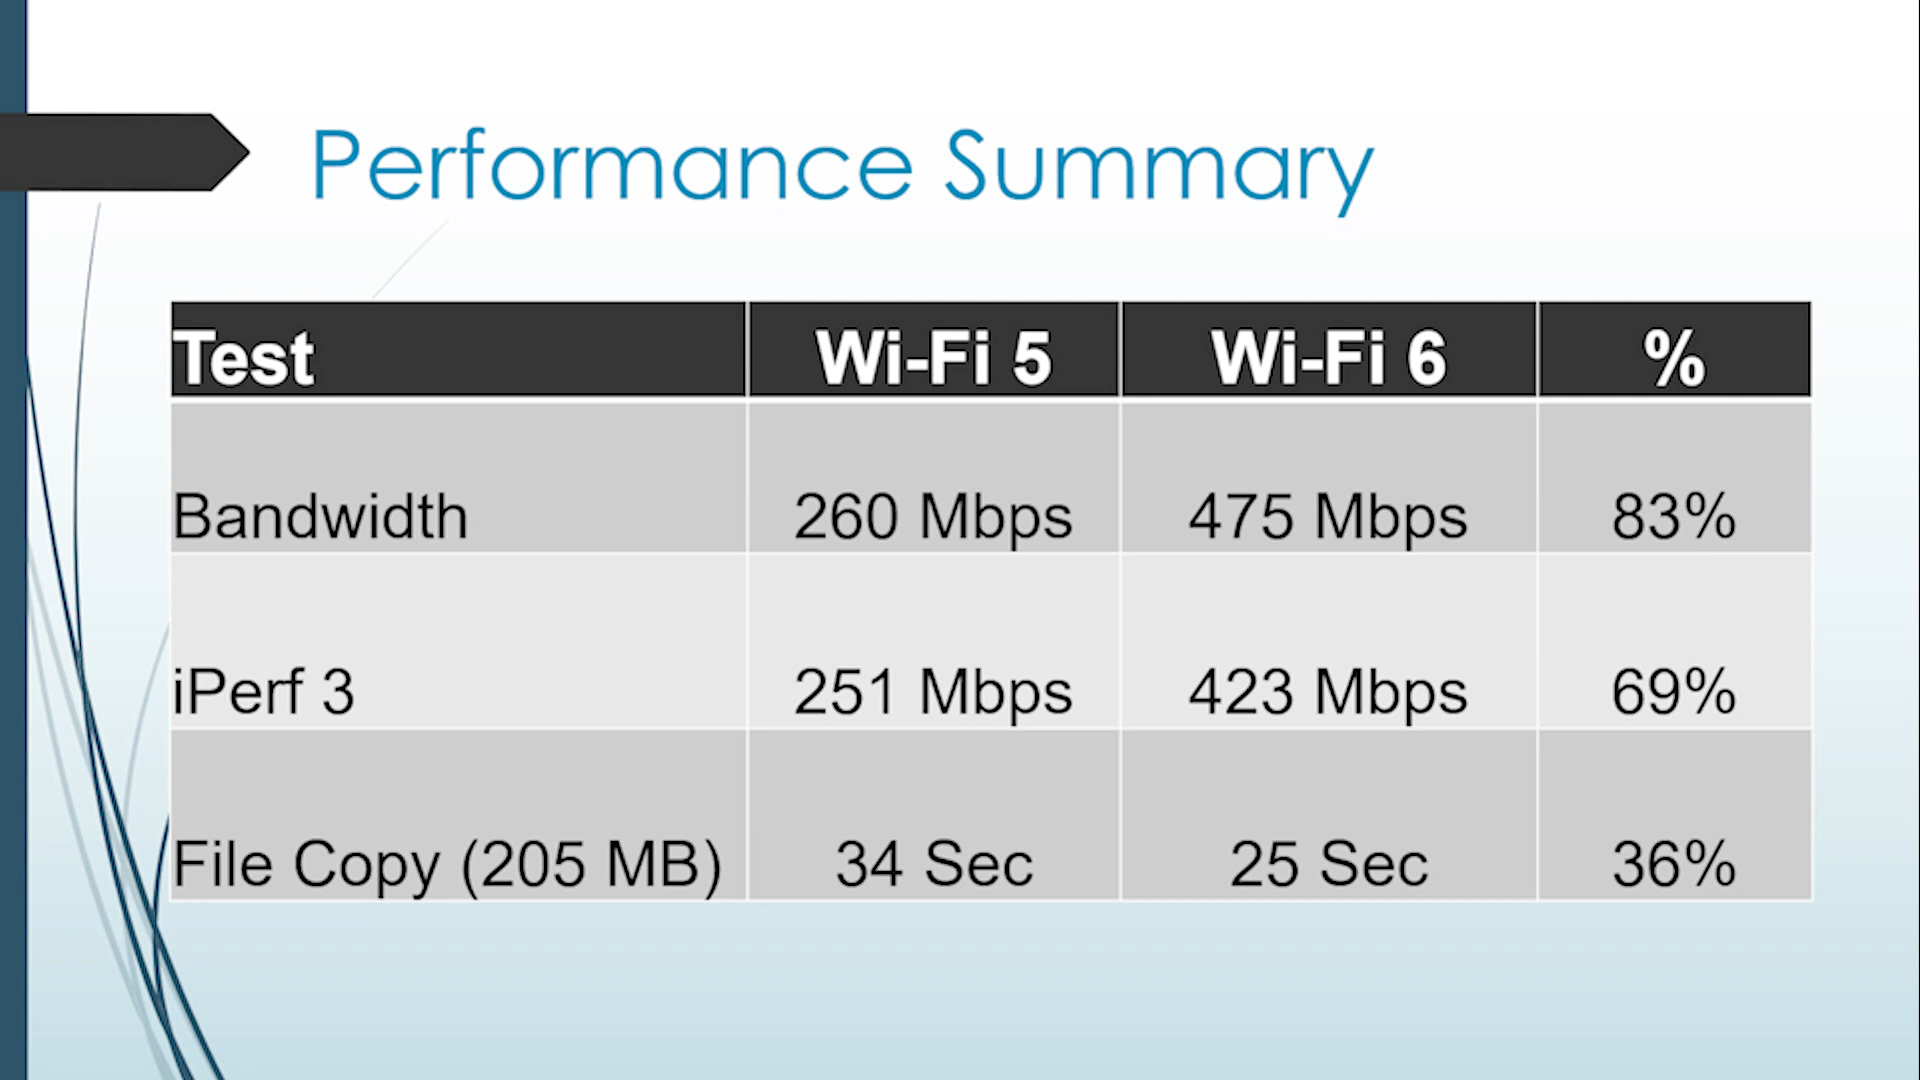 Performance Summary
Test Wi-Fi 5 Wi-Fi 6 %
Bandwidth 260 Mbps 475 Mbps 83%
iPerf 3 251 Mbps 423 Mbps 69%
File Copy (205 MB) 34 Sec 25 Sec 36%